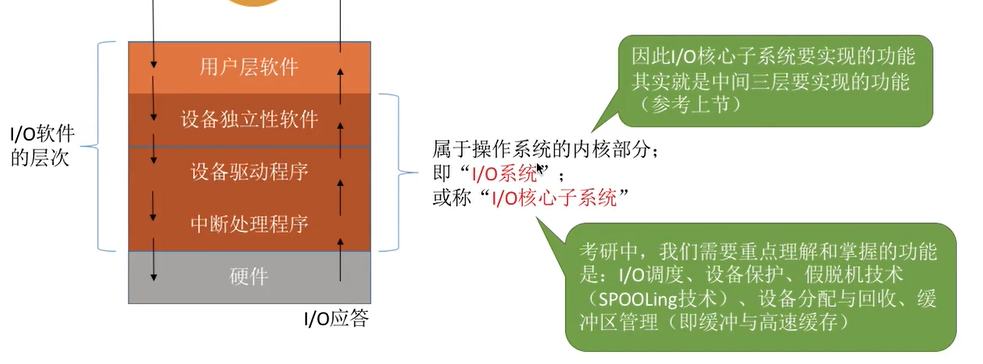 用户层软件
设备独立性软件
设备驱动程序
中断处理程序
硬件
I/O应答
I/O软件
的层次
属于操作系统的内核部分；
即“I/O系统”；
或称“I/O核心子系统”
因此I/O核心子系统要实现的功能
其实就是中间三层要实现的功能
（参考上节）
考研中，我们需要重点理解和掌握的功能
是：I/O调度、设备保护、假脱机技术
（SPOOLing技术）、设备分配与回收、缓
冲区管理（即缓冲与高速缓存）